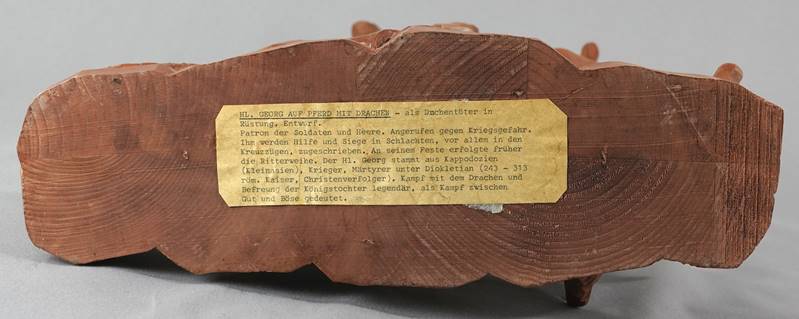 HL. GEORG AUF PFERD MIT DRACHEN - als Drachentöter in
Rüstung. Entwurf.
Patron der Soldaten und Heere. Angerufen gegen Kriegsgefahr.
Ihm werden Hilfe und Siege in Schlachten, vor allem in den
Kreuzzügen, zugeschrieben. An seinem Feste erfolgte früher
die Ritterweihe. Der Hl. Georg stammt aus Kappodozien
(Kleinasien), Krieger, Märtyrer unter Diokletian (243 - 313
röm. Kaiser, Christenverfolger). Kampf mit dem Drachen und
Befreung der Königstochter legendär, als Kampf zwischen
Gut und Böse gedeutet.